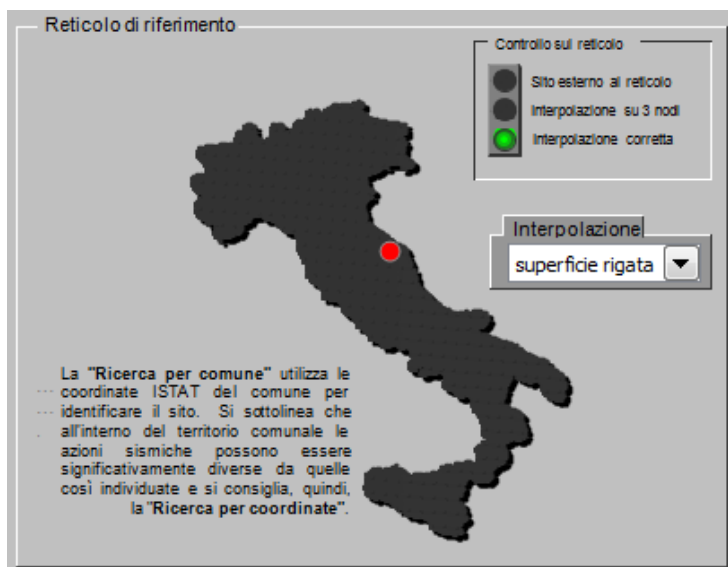 Reticolo di riferimento
Controllo sul reticolo
Sito esterno al reticolo
Interpolazione su 3 nodi
Interpolazione corretta
Interpolazione
superficie rigata
La "Ricerca per comune" utilizza le
coordinate ISTAT del comune per
identificare il sito. Si sottolinea che
all'interno del territorio comunale le
azioni sismiche possono essere
significativamente diverse da quelle
così individuate e si consiglia, quindi,
la "Ricerca per coordinate".